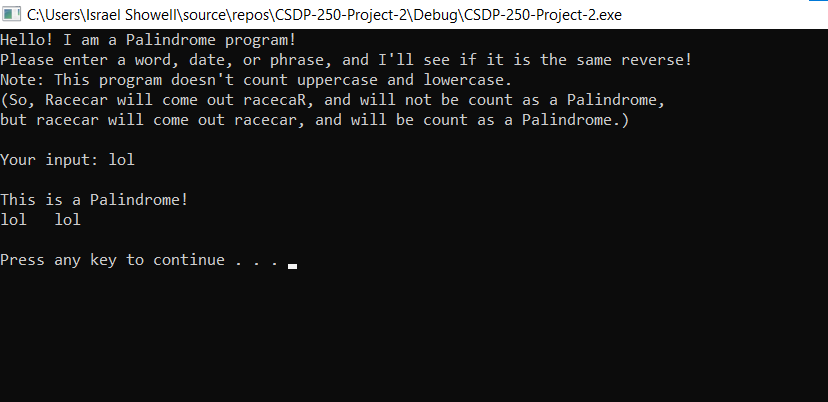 C:\Users\Israel Showell\source\repos\CSDP-250-Project-2\Debug\CSDP-250-Project-2.exe
Hello! I am a Palindrome program!
Please enter a word, date, or phrase, and I'll see if it is the same reverse!
Note: This program doesn't count uppercase and lowercase.
(So, Racecar will come out racecaR, and will not be count as a Palindrome,
but racecar will come out racecar, and will be count as a Palindrome.)
Your input: lol
This is a Palindrome!
lol   lol
Press any key to continue . . .